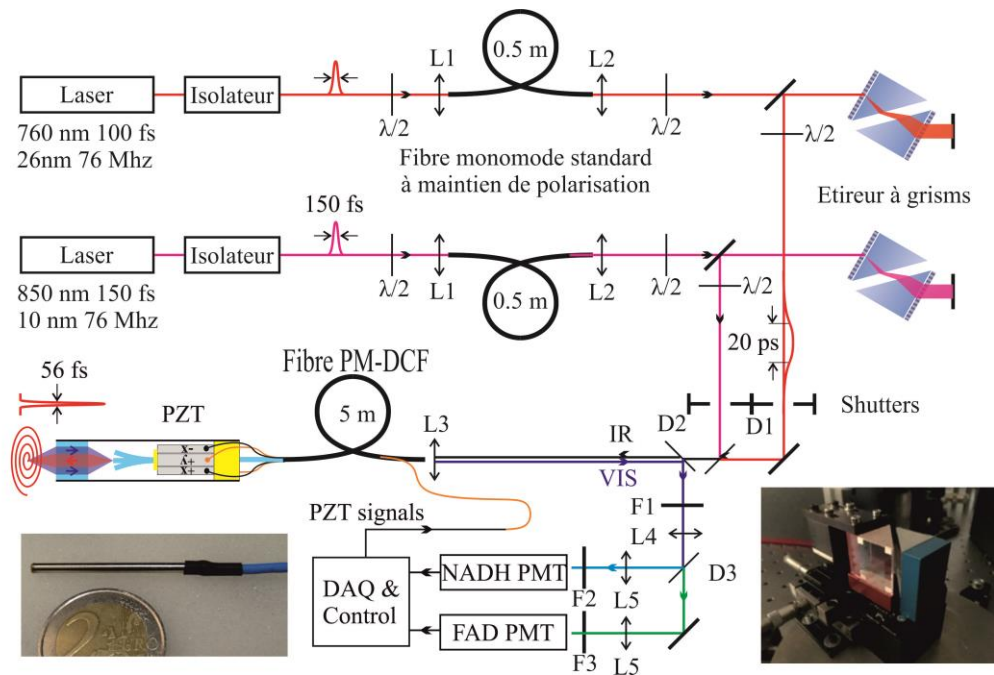 Laser
Isolateur
760 nm 100 fs
26nm 76 Mhz
λ/2
L1
0.5 m
L2
λ/2
λ/2
Fibre monomode standard
à maintien de polarisation
Etireur à grisms
Laser
Isolateur
850 nm 150 fs
10 nm 76 Mhz
150 fs
λ/2
L1
0.5 m
L2
λ/2
λ/2
20 ps
Shutters
56 fs
PZT
x-
y+
x+
Fibre PM-DCF
5 m
L3
IR
VIS
D2
D1
F1
L4
D3
PZT signals
DAQ &
Control
NADH PMT
F2
L5
FAD PMT
F3
L5
2
EURO